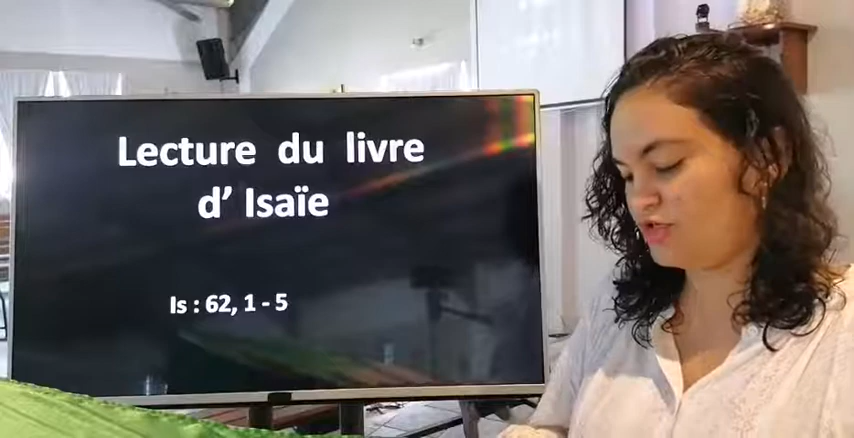 Lecture du livre
d’ Isaïe
Is : 62, 1 - 5